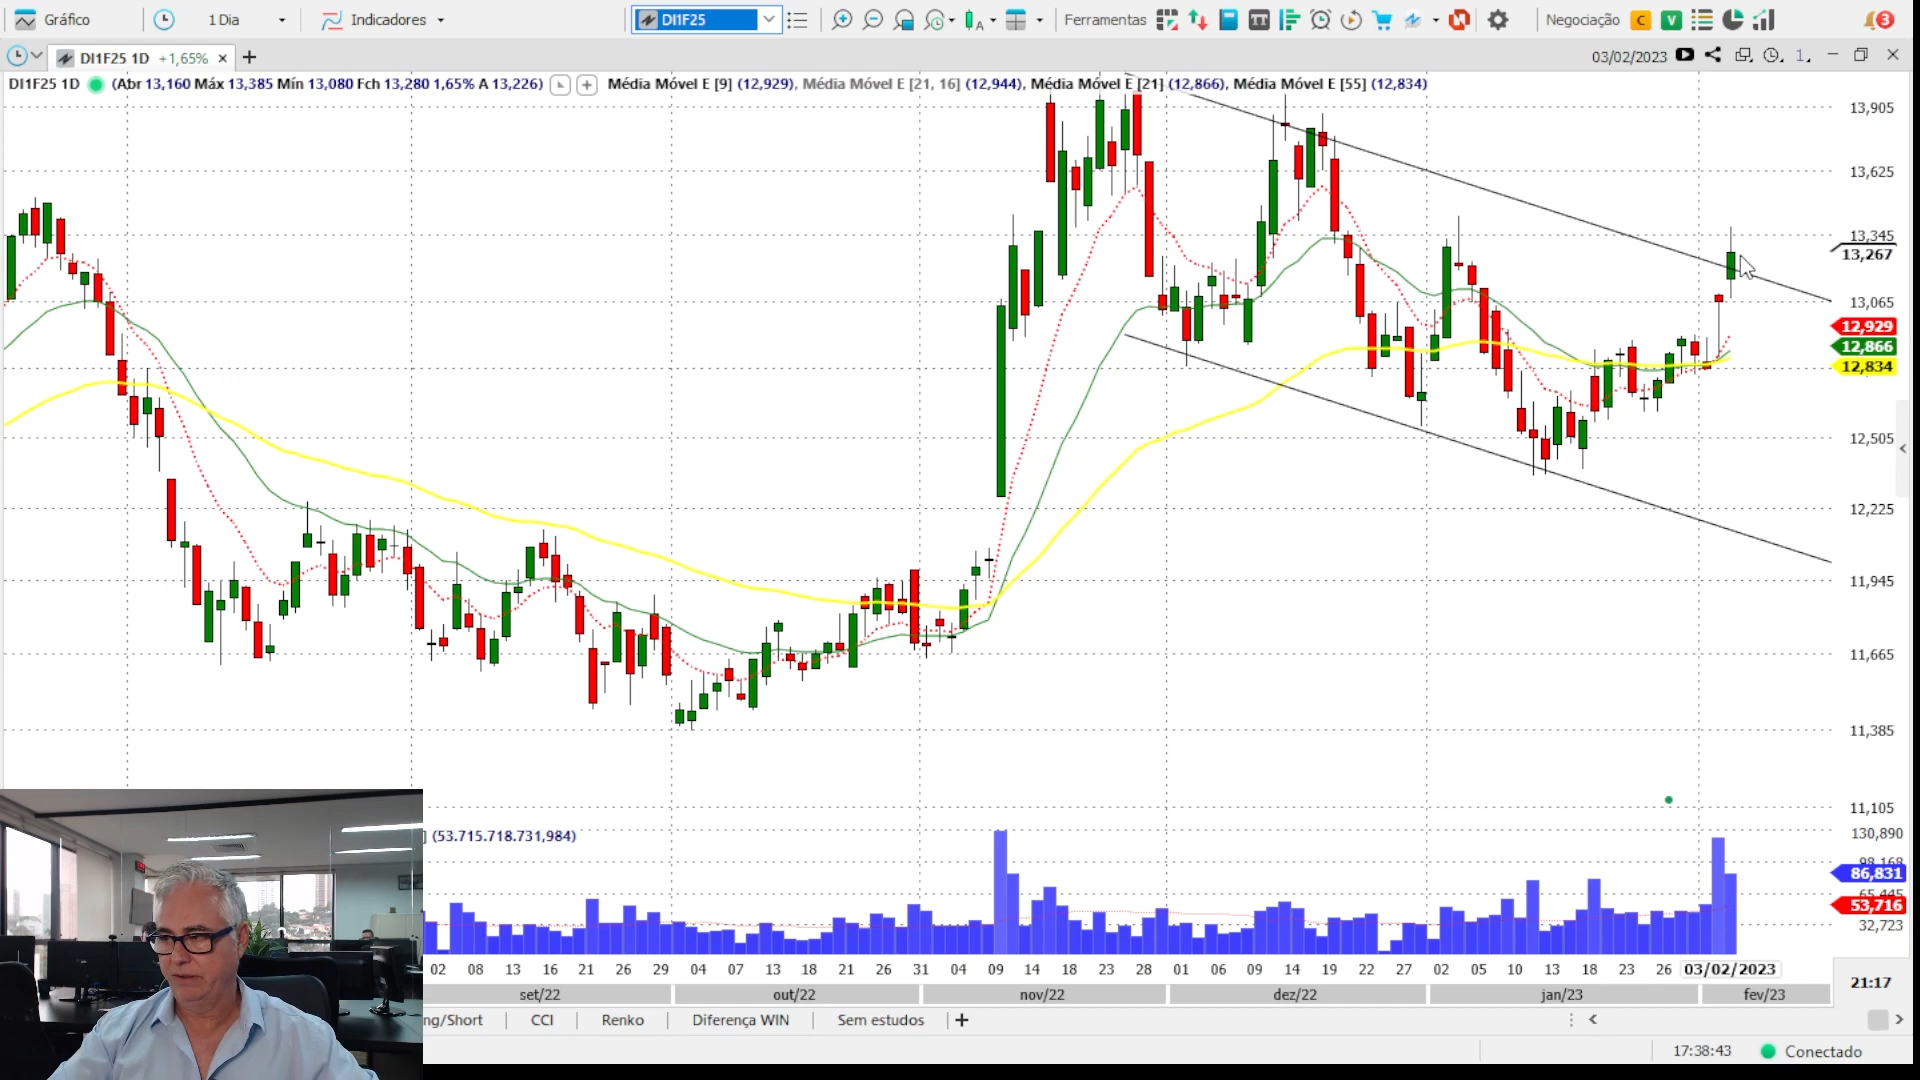 Gráfico
1 Dia
Indicadores
DI1F25
Ferramentas
Negociação
C
V
3
DI1F25 1D +1,65%
03/02/2023
1
DI1F25 1D (Abr 13,160 Máx 13,385 Mín 13,080 Fch 13,280 1,65% A 13,226) Média Móvel E [9] (12,929), Média Móvel E [21, 16] (12,944), Média Móvel E [21] (12,866), Média Móvel E [55] (12,834)
13,905
13,625
13,345
13,267
13,065
12,929
12,866
12,834
12,505
12,225
11,945
11,665
11,385
11,105
(53.715.718.731,984)
130,890
98,168
86,831
65,445
53,716
32,723
02 08 13 16 21 26 29 04 07 13 18 21 26 31 04 09 14 18 23 28 01 06 09 14 19 22 27 02 05 10 13 18 23 26 03/02/2023
21:17
set/22 out/22 nov/22 dez/22 jan/23 fev/23
ng/Short CCI Renko Diferença WIN Sem estudos
17:38:43 Conectado